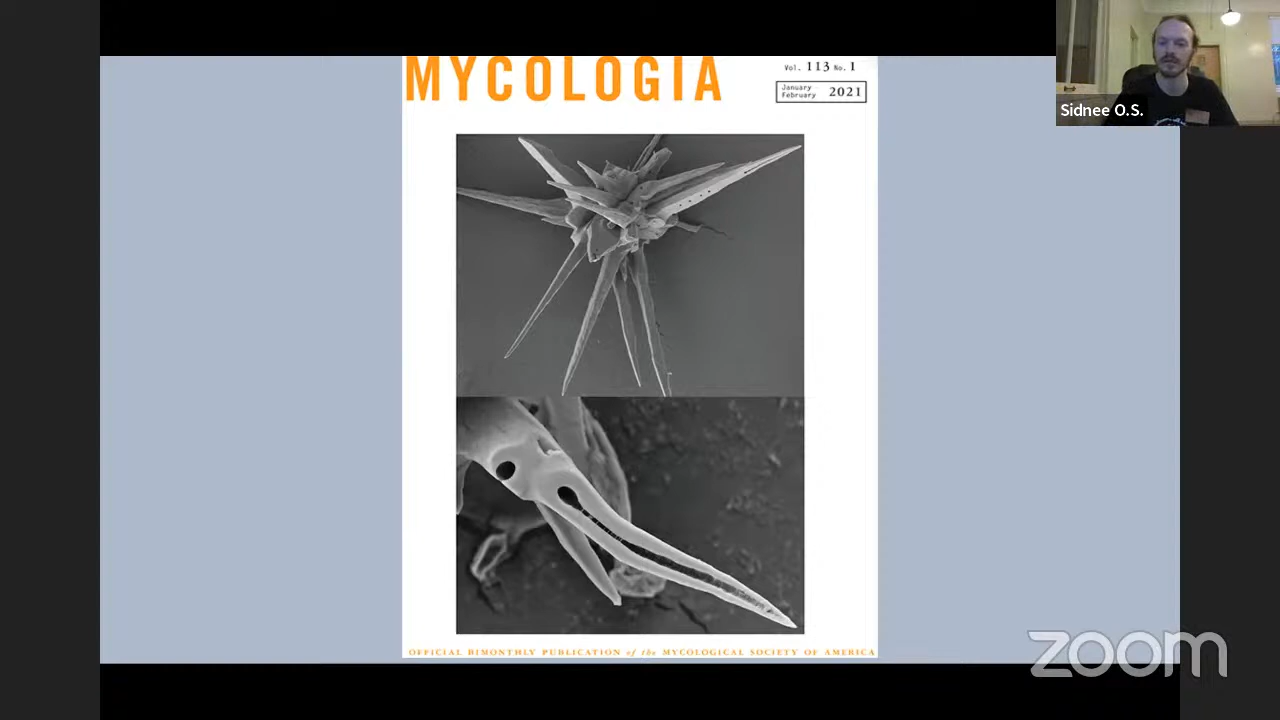 MYCOLOGIA
Vol. 113 No. 1
January -
February 2021
Sidnee O.S.
OFFICIAL BIMONTHLY PUBLICATION of the MYCOLOGICAL SOCIETY OF AMERICA
zoom